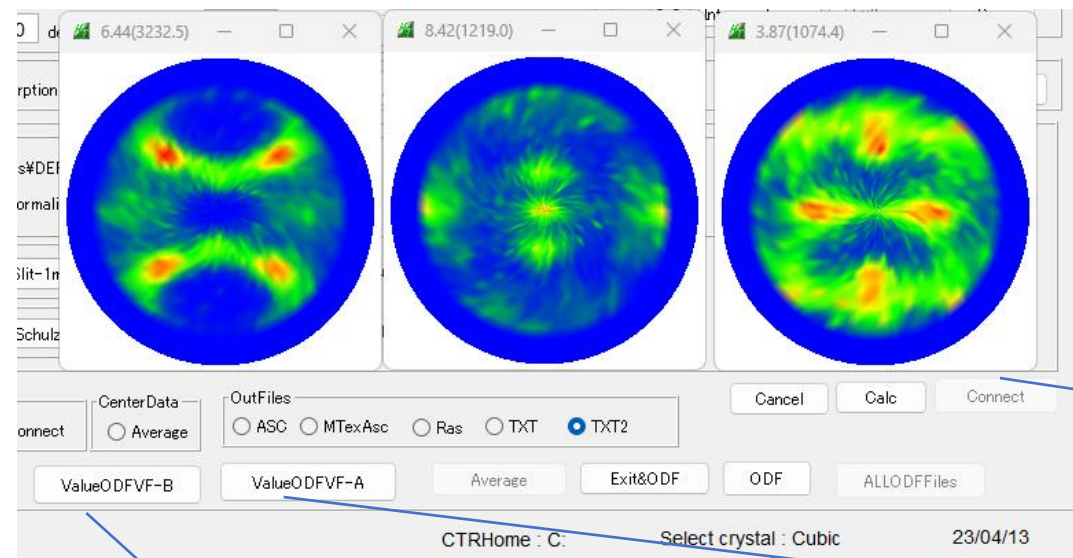 0 de
6.44(3232.5)
8.42(1219.0)
3.87(1074.4)
rption
s¥DEF
ormali
Slit-1m
Schulz
Cancel
Calc
Connect
onnect
CenterData
Average
OutFiles
ASC
MTexAsc
Ras
TXT
TXT2
ValueODFVF-B
ValueODFVF-A
Average
Exit&ODF
ODF
ALLODFFiles
CTRHome : C:
Select crystal : Cubic
23/04/13